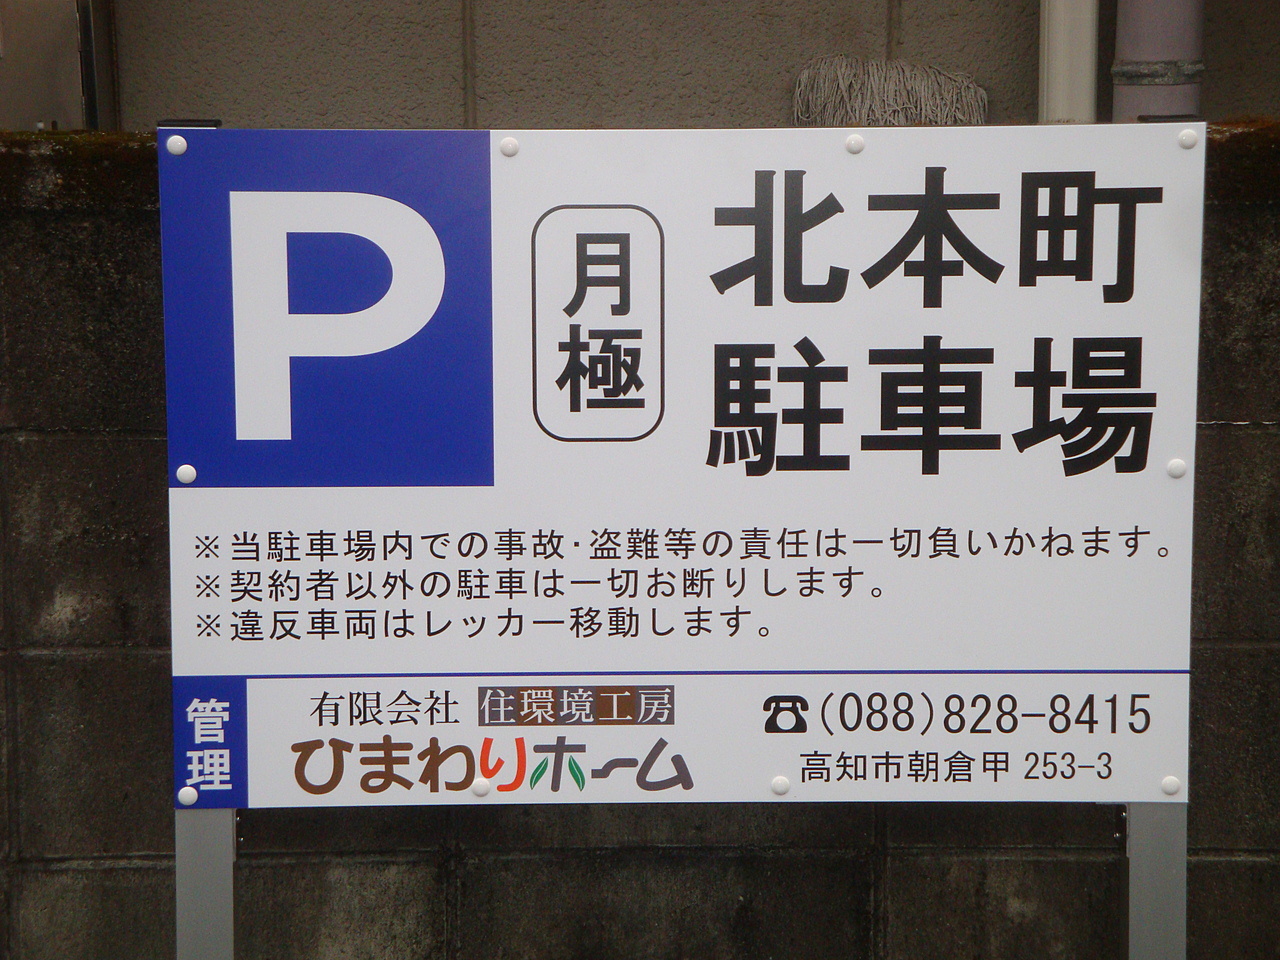 P
月極
北本町
駐車場
※当駐車場内での事故・盗難等の責任は一切負いかねます。
※契約者以外の駐車は一切お断りします。
※違反車両はレッカー移動します。
管理
有限会社 住環境工房
ひまわりホーム
☎(088)828-8415
高知市朝倉甲253-3